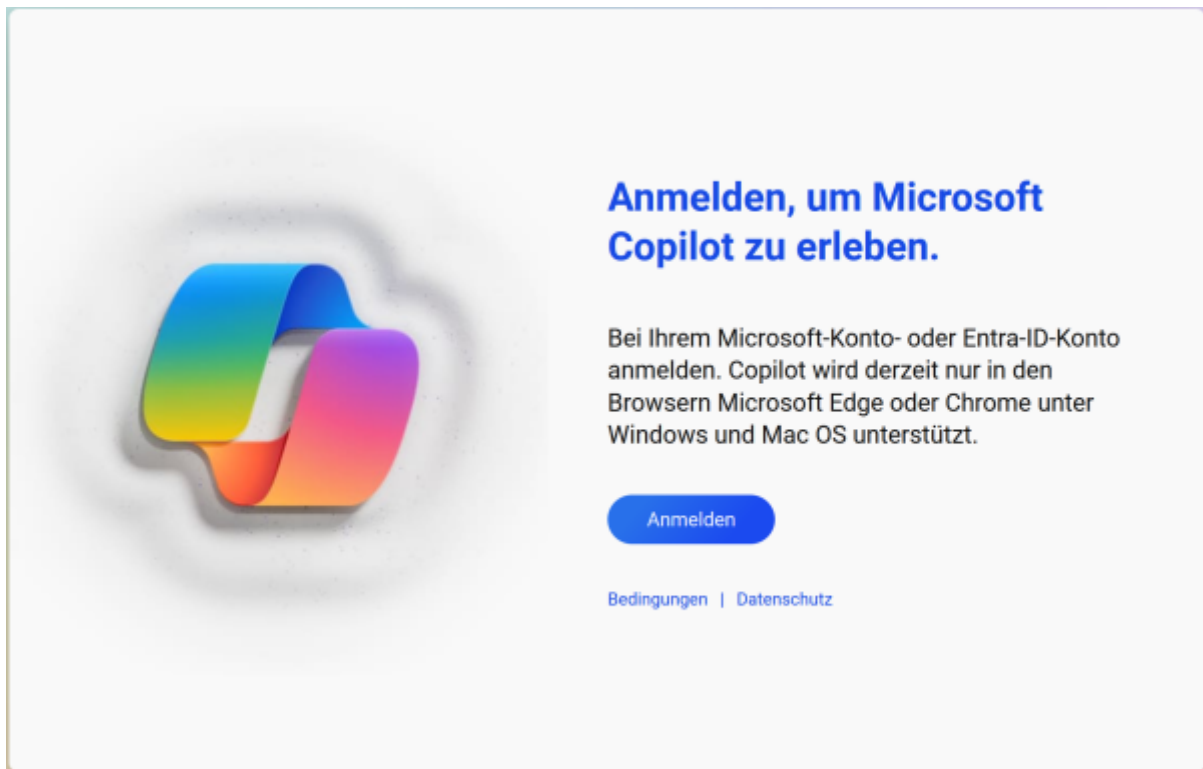 Anmelden, um Microsoft
Copilot zu erleben.
Bei Ihrem Microsoft-Konto- oder Entra-ID-Konto
anmelden. Copilot wird derzeit nur in den
Browsern Microsoft Edge oder Chrome unter
Windows und Mac OS unterstützt.
Anmelden
Bedingungen | Datenschutz